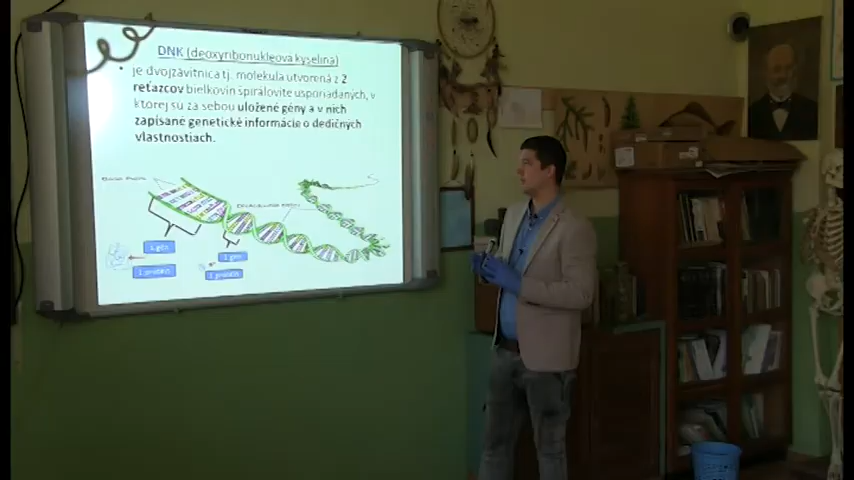 DNK (deoxyribonukleova kyselina)
• je dvojzávitnica tj. molekula utvorená z 2
reťazcov bielkovín špirálovite usporiadaných, v
ktorej sú za sebou uložené gény a v nich
zapísané genetické informácie o dedičných
vlastnostiach.
1 gén
1 proteín
1 gén
1 proteín